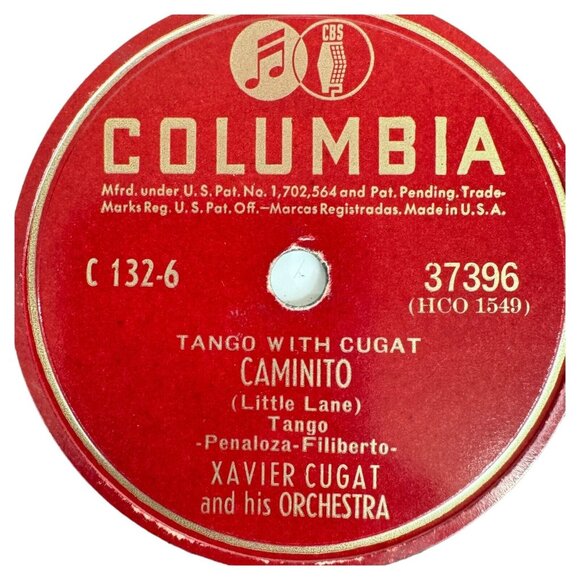 CBS
COLUMBIA
Mfrd. under U.S. Pat. No. 1,702,564 and Pat. Pending. Trade-
Marks Reg. U.S. Pat. Off.—Marcas Registradas. Made in U.S.A.
C 132-6
37396
(HCO 1549)
TANGO WITH CUGAT
CAMINITO
(Little Lane)
Tango
-Penaloza-Filiberto-
XAVIER CUGAT
and his ORCHESTRA